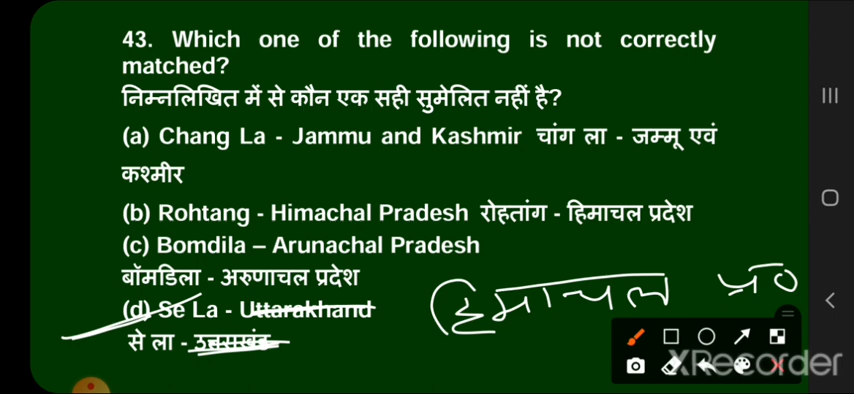 43. Which one of the following is not correctly
matched?
निम्नलिखित में से कौन एक सही सुमेलित नहीं है?
(a) Chang La - Jammu and Kashmir चांग ला - जम्मू एवं
कश्मीर
(b) Rohtang - Himachal Pradesh रोहतांग - हिमाचल प्रदेश
(c) Bomdila – Arunachal Pradesh
बॉमडिला - अरुणाचल प्रदेश
(d) Se La - Uttarakhand
से ला - उत्तराखंड
हिमाचल प्र०
XRecorder